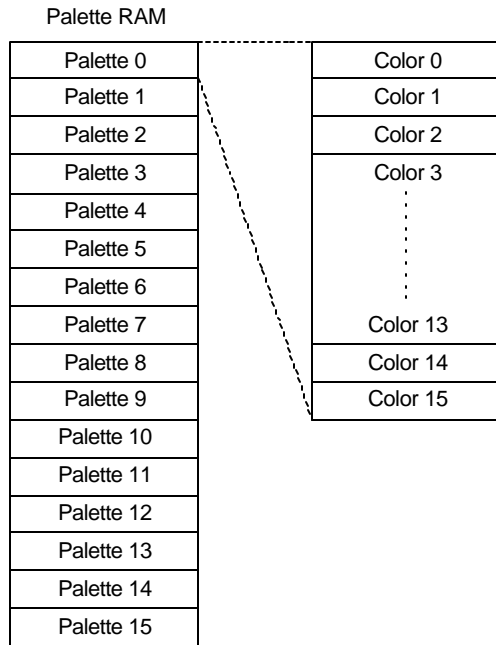 Palette RAM
Palette 0
Palette 1
Palette 2
Palette 3
Palette 4
Palette 5
Palette 6
Palette 7
Palette 8
Palette 9
Palette 10
Palette 11
Palette 12
Palette 13
Palette 14
Palette 15
Color 0
Color 1
Color 2
Color 3
Color 13
Color 14
Color 15